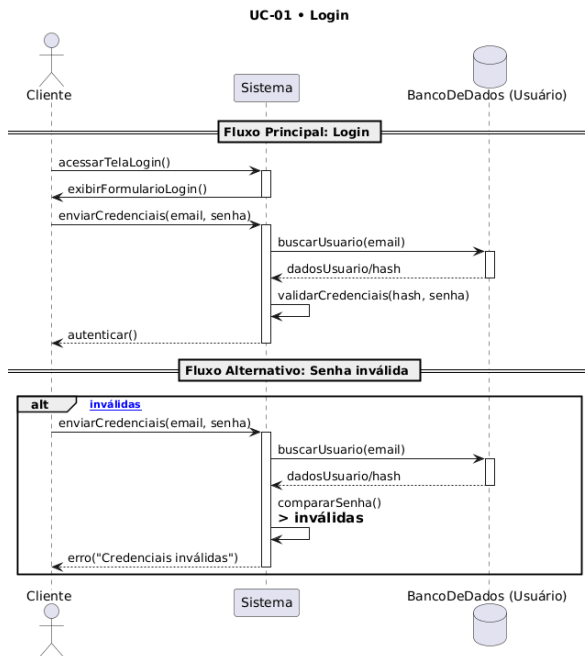 UC-01 • Login
Cliente
Sistema
BancoDeDados (Usuário)
Fluxo Principal: Login
acessarTelaLogin()
exibirFormularioLogin()
enviarCredenciais(email, senha)
buscarUsuario(email)
dadosUsuario/hash
validarCredenciais(hash, senha)
autenticar()
Fluxo Alternativo: Senha inválida
alt inválidas
enviarCredenciais(email, senha)
buscarUsuario(email)
dadosUsuario/hash
compararSenha()
> inválidas
erro("Credenciais inválidas")
Cliente
Sistema
BancoDeDados (Usuário)